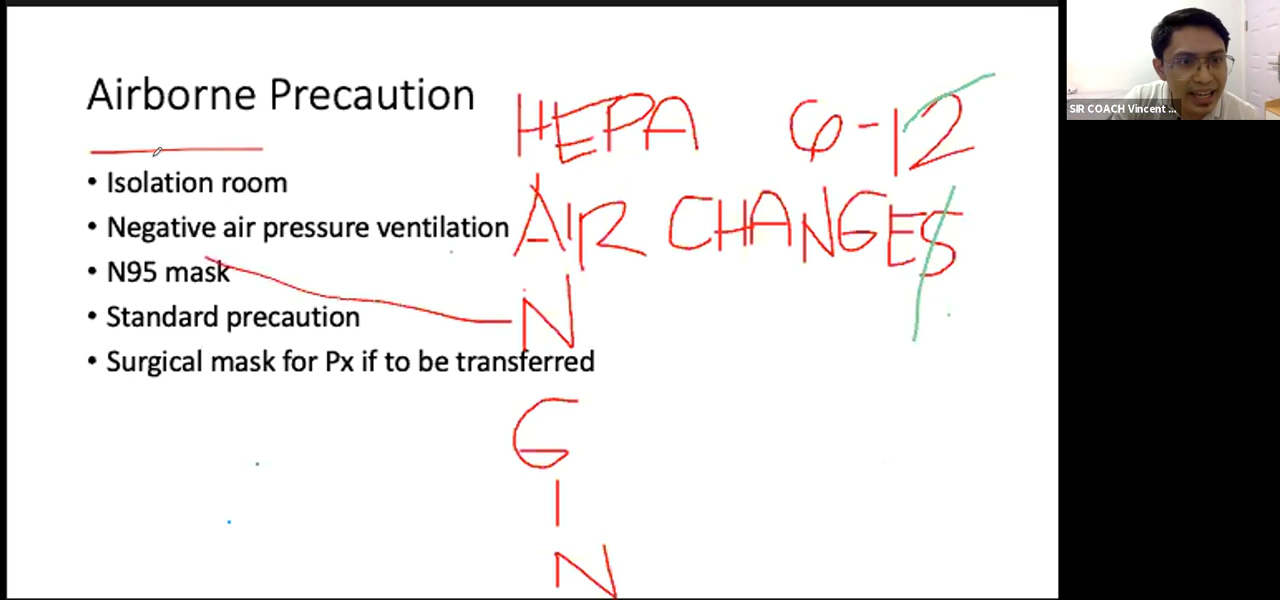 Airborne Precaution
HEPA 6-12
AIR CHANGES
• Isolation room
• Negative air pressure ventilation
• N95 mask
• Standard precaution
• Surgical mask for Px if to be transferred
N
G
I
N
SIR COACH Vincent ...